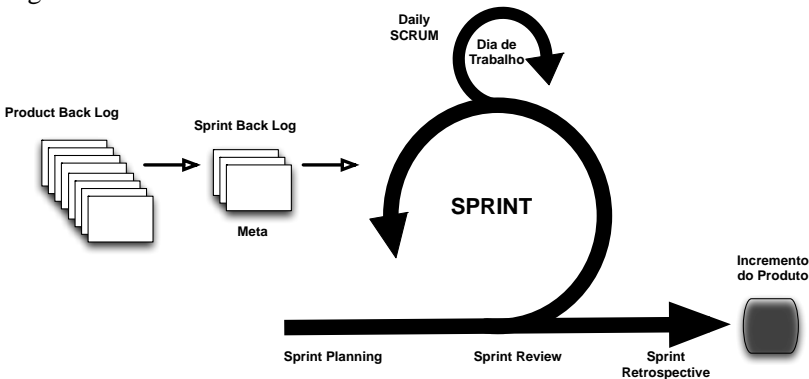 Daily
SCRUM
Dia de
Trabalho
Product Back Log
Sprint Back Log
SPRINT
Meta
Incremento
do Produto
Sprint Planning
Sprint Review
Sprint
Retrospective